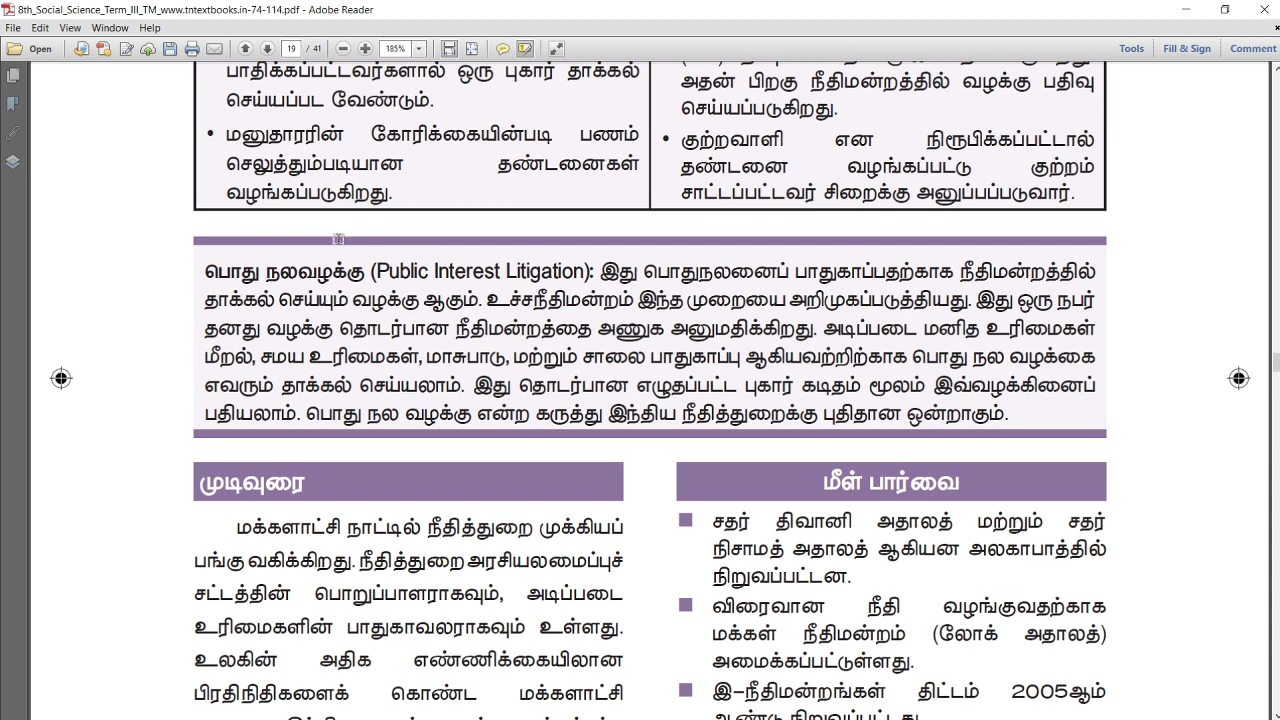 8th_Social_Science_Term_III_TM_www.tntextbooks.in-74-114.pdf - Adobe Reader
File Edit View Window Help
Open 19 / 41 185% Tools Fill & Sign Comment
பாதிக்கப்பட்டவர்களால் ஒரு புகார் தாக்கல்
செய்யப்பட வேண்டும்.
• மனுதாரரின் கோரிக்கையின்படி பணம்
செலுத்தும்படியான தண்டனைகள்
வழங்கப்படுகிறது.
அதன் பிறகு நீதிமன்றத்தில் வழக்கு பதிவு
செய்யப்படுகிறது.
• குற்றவாளி என நிரூபிக்கப்பட்டால்
தண்டனை வழங்கப்பட்டு குற்றம்
சாட்டப்பட்டவர் சிறைக்கு அனுப்பப்படுவார்.
பொது நலவழக்கு (Public Interest Litigation): இது பொதுநலனைப் பாதுகாப்பதற்காக நீதிமன்றத்தில்
தாக்கல் செய்யும் வழக்கு ஆகும். உச்சநீதிமன்றம் இந்த முறையை அறிமுகப்படுத்தியது. இது ஒரு நபர்
தனது வழக்கு தொடர்பான நீதிமன்றத்தை அணுக அனுமதிக்கிறது. அடிப்படை மனித உரிமைகள்
மீறல், சமய உரிமைகள், மாசுபாடு, மற்றும் சாலை பாதுகாப்பு ஆகியவற்றிற்காக பொது நல வழக்கை
எவரும் தாக்கல் செய்யலாம். இது தொடர்பான எழுதப்பட்ட புகார் கடிதம் மூலம் இவ்வழக்கினைப்
பதியலாம். பொது நல வழக்கு என்ற கருத்து இந்திய நீதித்துறைக்கு புதிதான ஒன்றாகும்.
முடிவுரை
மக்களாட்சி நாட்டில் நீதித்துறை முக்கியப்
பங்கு வகிக்கிறது. நீதித்துறை அரசியலமைப்புச்
சட்டத்தின் பொறுப்பாளராகவும், அடிப்படை
உரிமைகளின் பாதுகாவலராகவும் உள்ளது.
உலகின் அதிக எண்ணிக்கையிலான
பிரதிநிதிகளைக் கொண்ட மக்களாட்சி
மீள் பார்வை
சதர் திவானி அதாலத் மற்றும் சதர்
நிசாமத் அதாலத் ஆகியன அலகாபாத்தில்
நிறுவப்பட்டன.
விரைவான நீதி வழங்குவதற்காக
மக்கள் நீதிமன்றம் (லோக் அதாலத்)
அமைக்கப்பட்டுள்ளது.
இ-நீதிமன்றங்கள் திட்டம் 2005ஆம்
ஆண்டு நிறுவப்பட்டது.